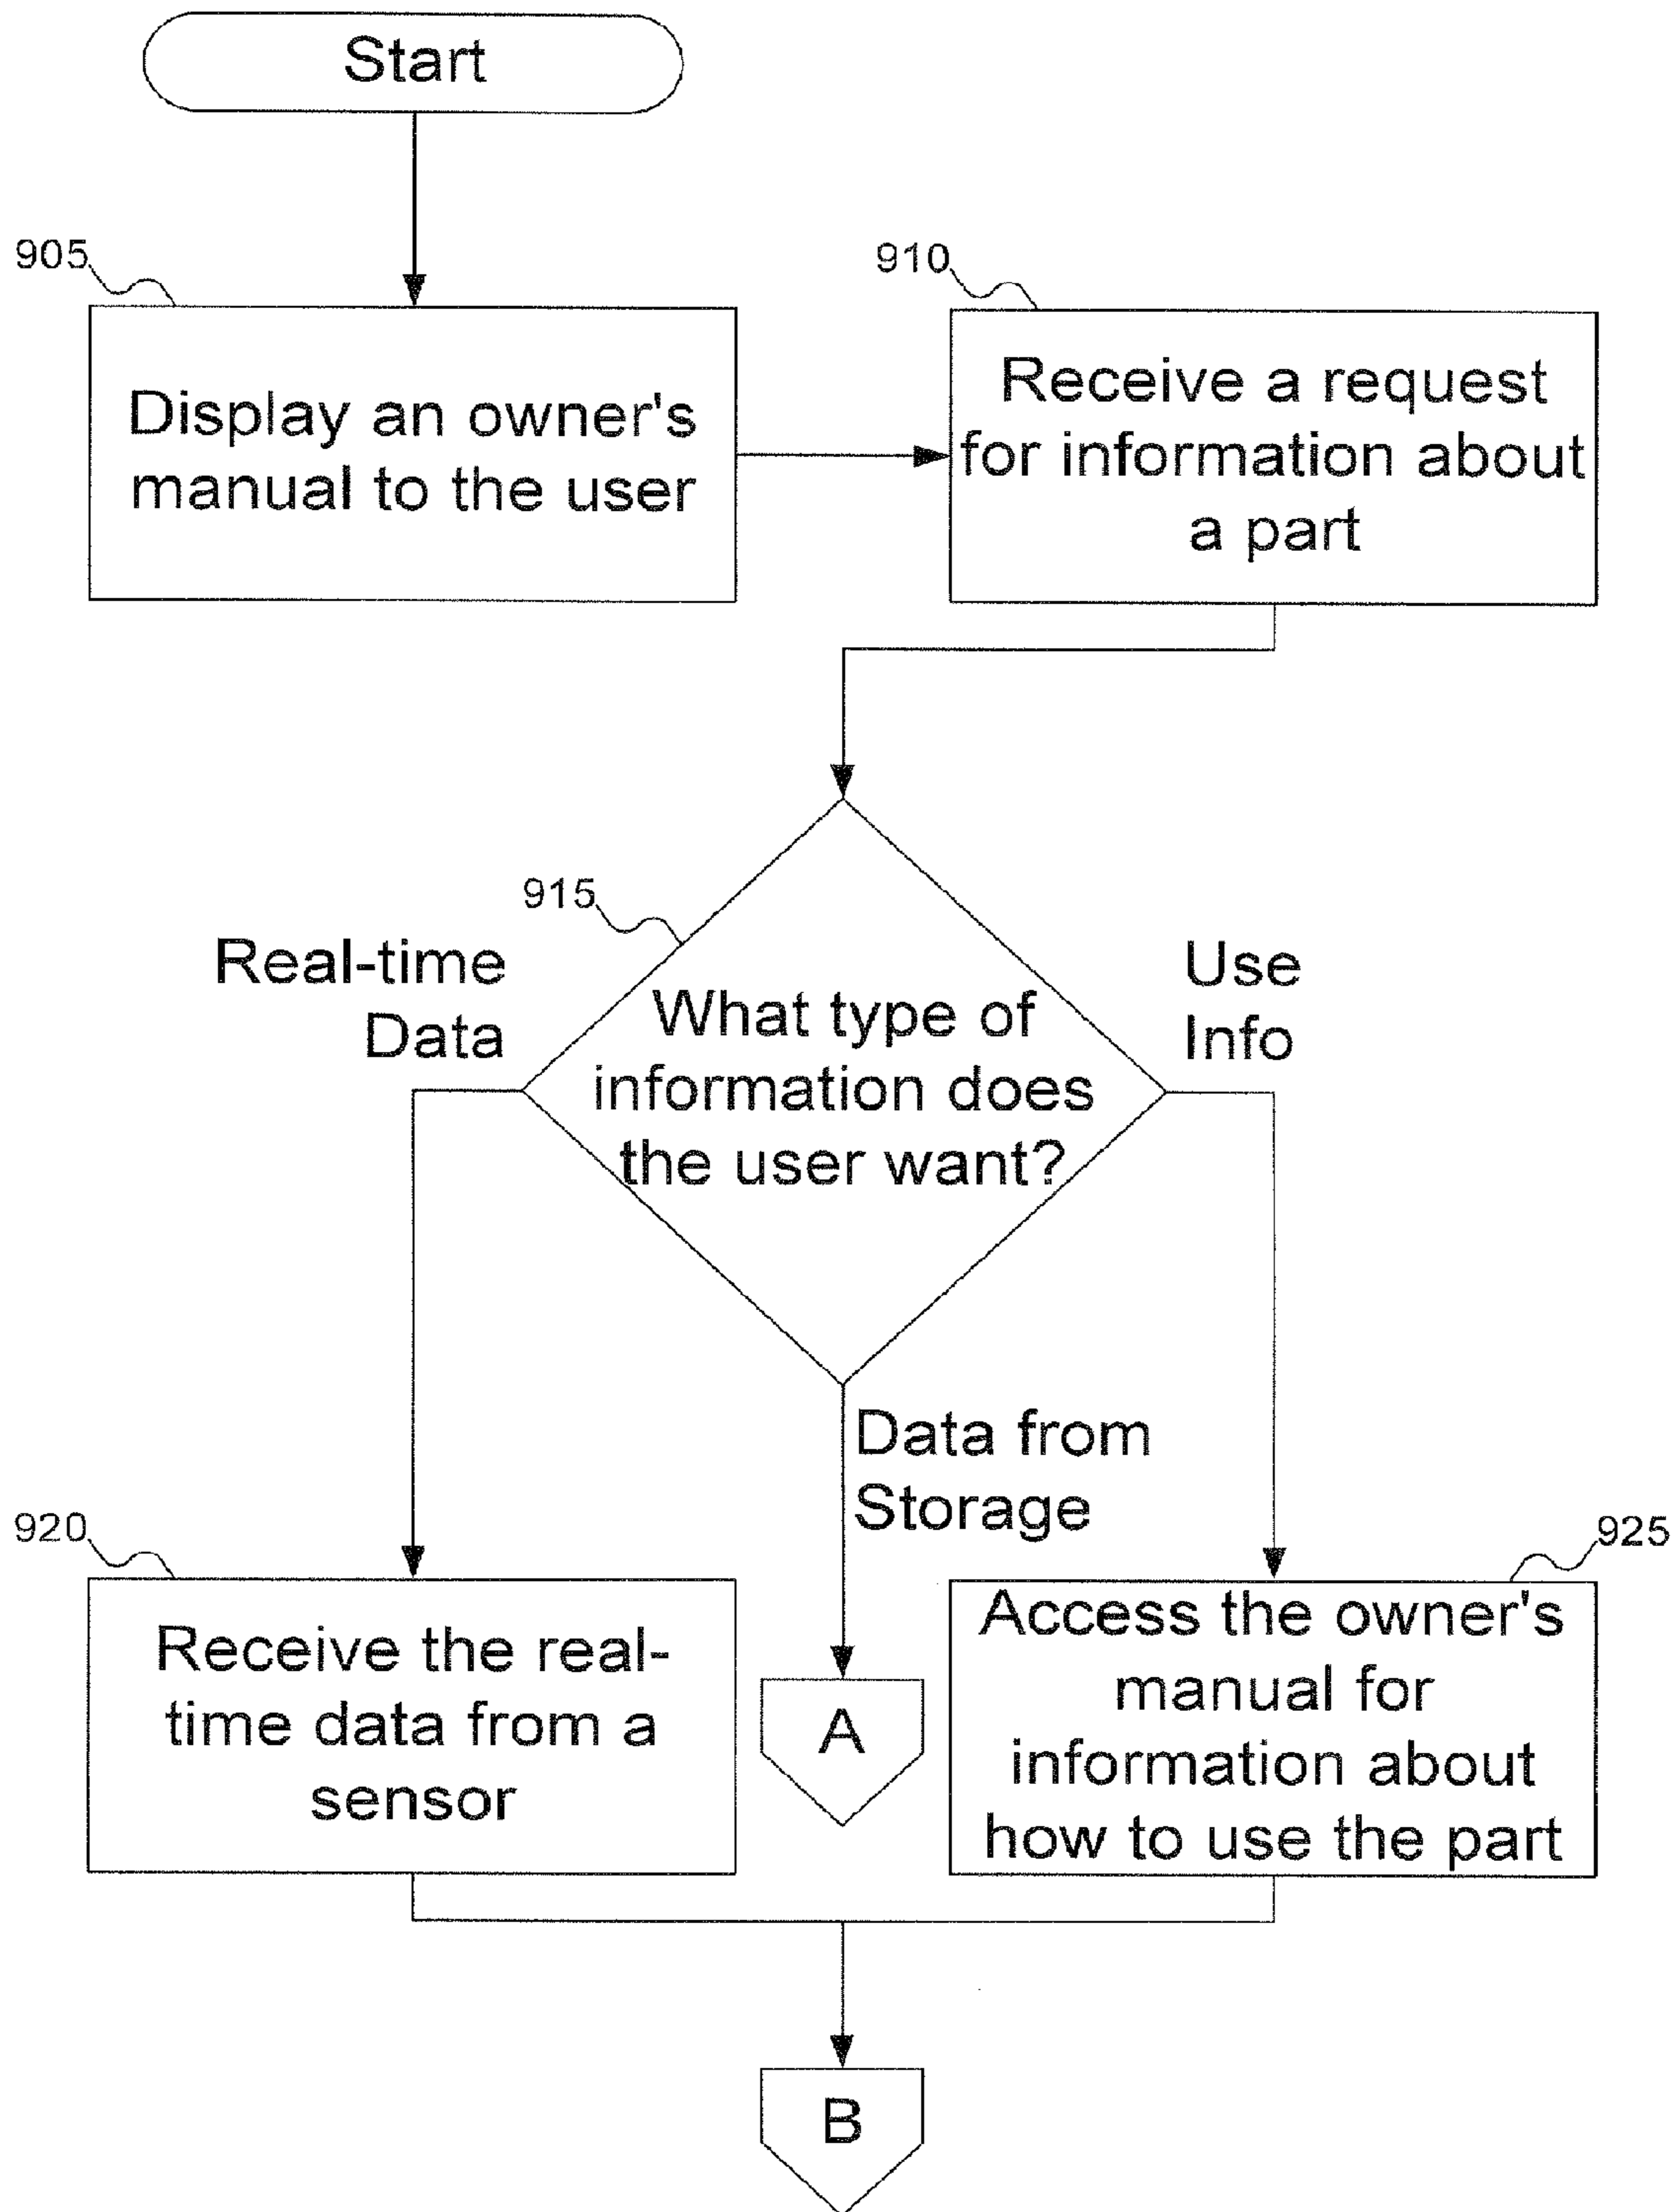 Start
905
Display an owner's
manual to the user
910
Receive a request
for information about
a part
915
What type of
information does
the user want?
Real-time
Data
Use
Info
Data from
Storage
920
Receive the real-
time data from a
sensor
A
925
Access the owner's
manual for
information about
how to use the part
B